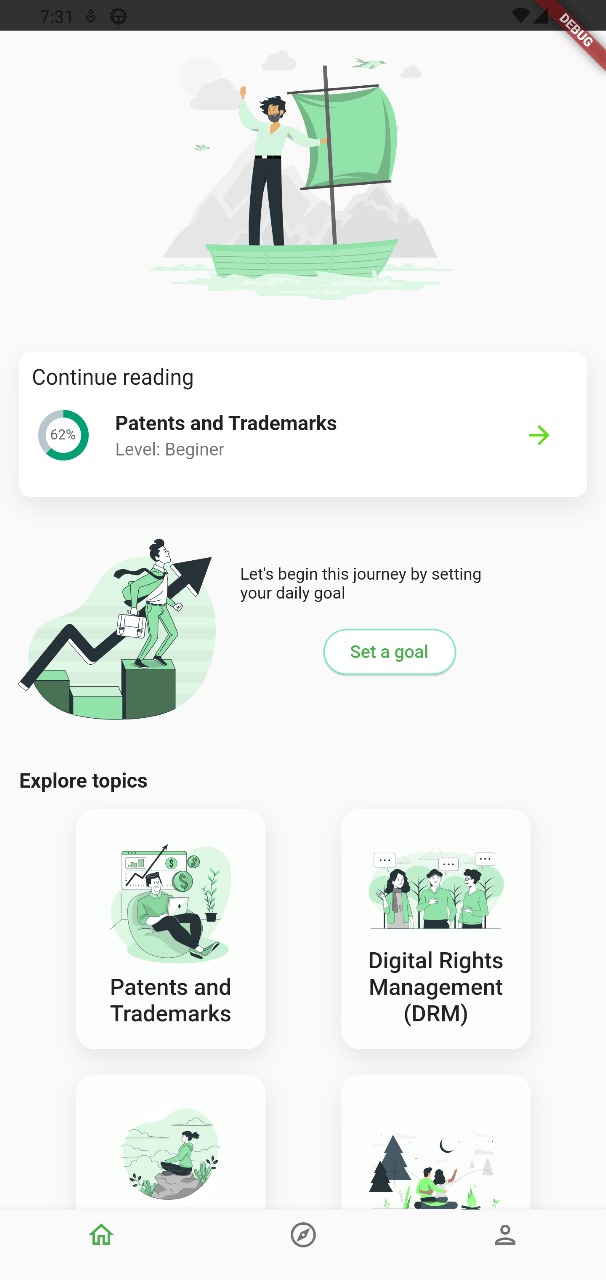 7:31
DEBUG
Continue reading
62%
Patents and Trademarks
Level: Beginer
Let's begin this journey by setting
your daily goal
Set a goal
Explore topics
Patents and
Trademarks
Digital Rights
Management
(DRM)